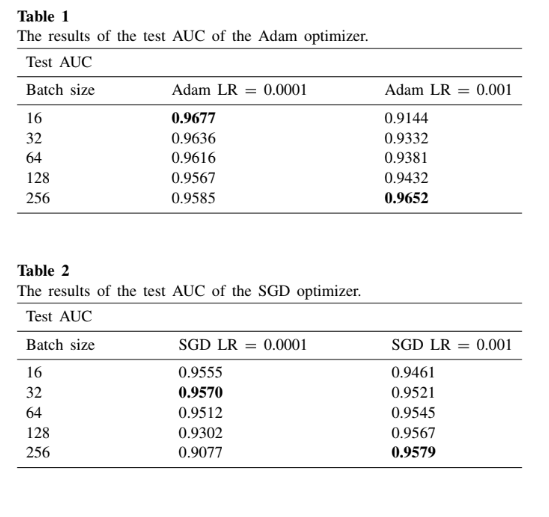 Table 1
The results of the test AUC of the Adam optimizer.
Test AUC
Batch size Adam LR = 0.0001 Adam LR = 0.001
16 0.9677 0.9144
32 0.9636 0.9332
64 0.9616 0.9381
128 0.9567 0.9432
256 0.9585 0.9652
Table 2
The results of the test AUC of the SGD optimizer.
Test AUC
Batch size SGD LR = 0.0001 SGD LR = 0.001
16 0.9555 0.9461
32 0.9570 0.9521
64 0.9512 0.9545
128 0.9302 0.9567
256 0.9077 0.9579